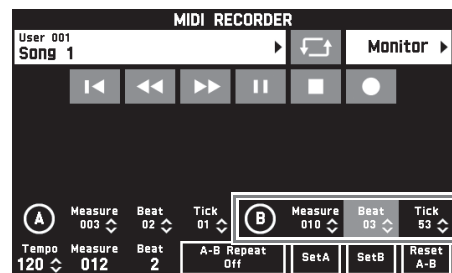 MIDI RECORDER
User 001
Song 1
Monitor
A Measure Beat Tick B Measure Beat Tick
003 02 01 010 03 53
Tempo Measure Beat A-B Repeat SetA SetB Reset
120 012 2 Off A-B